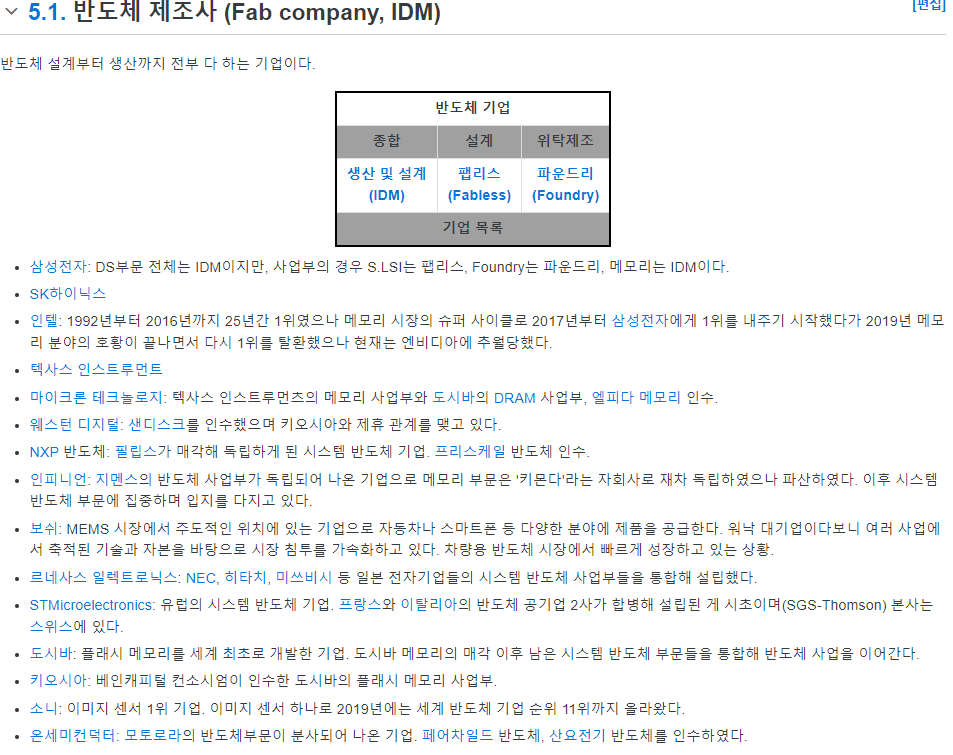 5.1. 반도체 제조사 (Fab company, IDM)
[편집]
반도체 설계부터 생산까지 전부 다 하는 기업이다.
반도체 기업
종합 설계 위탁제조
생산 및 설계 팹리스 파운드리
(IDM) (Fabless) (Foundry)
기업 목록
• 삼성전자: DS부문 전체는 IDM이지만, 사업부의 경우 S.LSI는 팹리스, Foundry는 파운드리, 메모리는 IDM이다.
• SK하이닉스
• 인텔: 1992년부터 2016년까지 25년간 1위였으나 메모리 시장의 슈퍼 사이클로 2017년부터 삼성전자에게 1위를 내주기 시작했다가 2019년 메모
리 분야의 호황이 끝나면서 다시 1위를 탈환했으나 현재는 엔비디아에 추월당했다.
• 텍사스 인스트루먼트
• 마이크론 테크놀로지: 텍사스 인스트루먼츠의 메모리 사업부와 도시바의 DRAM 사업부, 엘피다 메모리 인수.
• 웨스턴 디지털: 샌디스크를 인수했으며 키오시아와 제휴 관계를 맺고 있다.
• NXP 반도체: 필립스가 매각해 독립하게 된 시스템 반도체 기업. 프리스케일 반도체 인수.
• 인피니언: 지멘스의 반도체 사업부가 독립되어 나온 기업으로 메모리 부문은 '키몬다'라는 자회사로 재차 독립하였으나 파산하였다. 이후 시스템
반도체 부문에 집중하며 입지를 다지고 있다.
• 보쉬: MEMS 시장에서 주도적인 위치에 있는 기업으로 자동차나 스마트폰 등 다양한 분야에 제품을 공급한다. 워낙 대기업이다보니 여러 사업에
서 축적된 기술과 자본을 바탕으로 시장 침투를 가속화하고 있다. 차량용 반도체 시장에서 빠르게 성장하고 있는 상황.
• 르네사스 일렉트로닉스: NEC, 히타치, 미쓰비시 등 일본 전자기업들의 시스템 반도체 사업부들을 통합해 설립했다.
• STMicroelectronics: 유럽의 시스템 반도체 기업. 프랑스와 이탈리아의 반도체 공기업 2사가 합병해 설립된 게 시초이며(SGS-Thomson) 본사는
스위스에 있다.
• 도시바: 플래시 메모리를 세계 최초로 개발한 기업. 도시바 메모리의 매각 이후 남은 시스템 반도체 부문들을 통합해 반도체 사업을 이어간다.
• 키오시아: 베인캐피털 컨소시엄이 인수한 도시바의 플래시 메모리 사업부.
• 소니: 이미지 센서 1위 기업. 이미지 센서 하나로 2019년에는 세계 반도체 기업 순위 11위까지 올라왔다.
• 온세미컨덕터: 모토로라의 반도체부문이 분사되어 나온 기업. 페어차일드 반도체, 산요전기 반도체를 인수하였다.